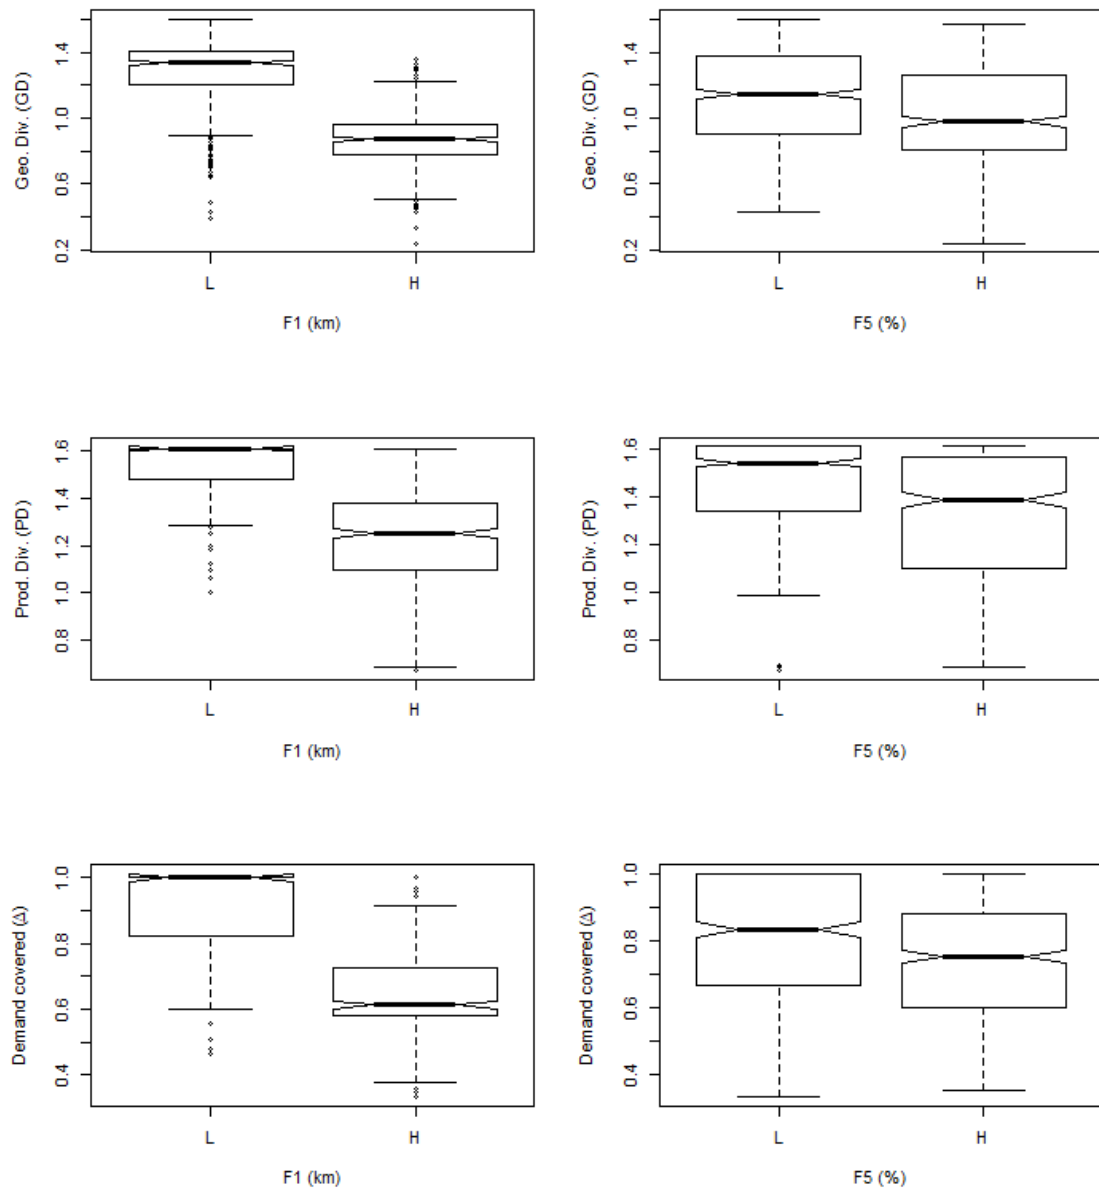 Geo. Div. (GD)
0.2 0.6 1.0 1.4
L H
F1 (km)
Geo. Div. (GD)
0.2 0.6 1.0 1.4
L H
F5 (%)
Prod. Div. (PD)
0.8 1.0 1.2 1.4 1.6
L H
F1 (km)
Prod. Div. (PD)
0.8 1.0 1.2 1.4 1.6
L H
F5 (%)
Demand covered (Δ)
0.4 0.6 0.8 1.0
L H
F1 (km)
Demand covered (Δ)
0.4 0.6 0.8 1.0
L H
F5 (%)